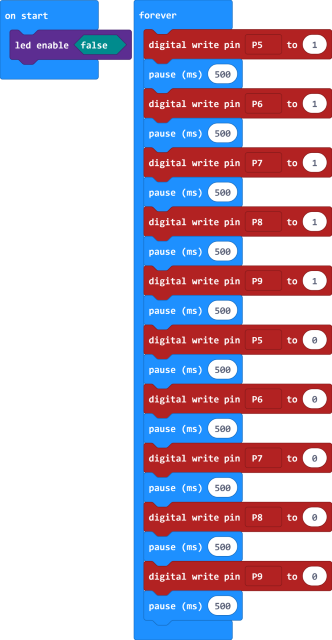 on start
led enable false
forever
digital write pin P5 to 1
pause (ms) 500
digital write pin P6 to 1
pause (ms) 500
digital write pin P7 to 1
pause (ms) 500
digital write pin P8 to 1
pause (ms) 500
digital write pin P9 to 1
pause (ms) 500
digital write pin P5 to 0
pause (ms) 500
digital write pin P6 to 0
pause (ms) 500
digital write pin P7 to 0
pause (ms) 500
digital write pin P8 to 0
pause (ms) 500
digital write pin P9 to 0
pause (ms) 500